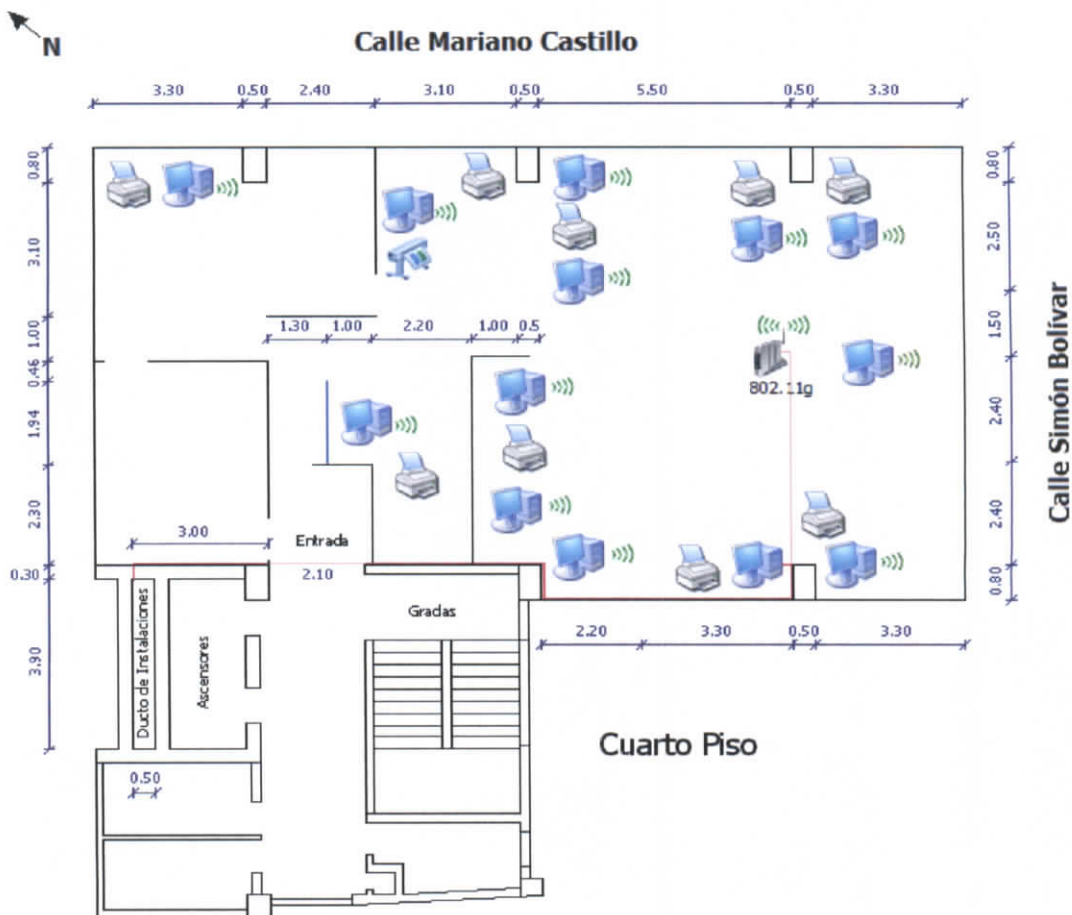 N
Calle Mariano Castillo
3.30 0.50 2.40 3.10 0.50 5.50 0.50 3.30
0.80
3.10
1.00
0.46
1.94
2.30
0.30
3.90
0.80
2.50
1.50
2.40
2.40
0.80
Calle Simón Bolívar
1.30 1.00 2.20 1.00 0.5
802.11g
3.00
Entrada
2.10
Gradas
2.20 3.30 0.50 3.30
Ducto de Instalaciones
Ascensores
Cuarto Piso
0.50